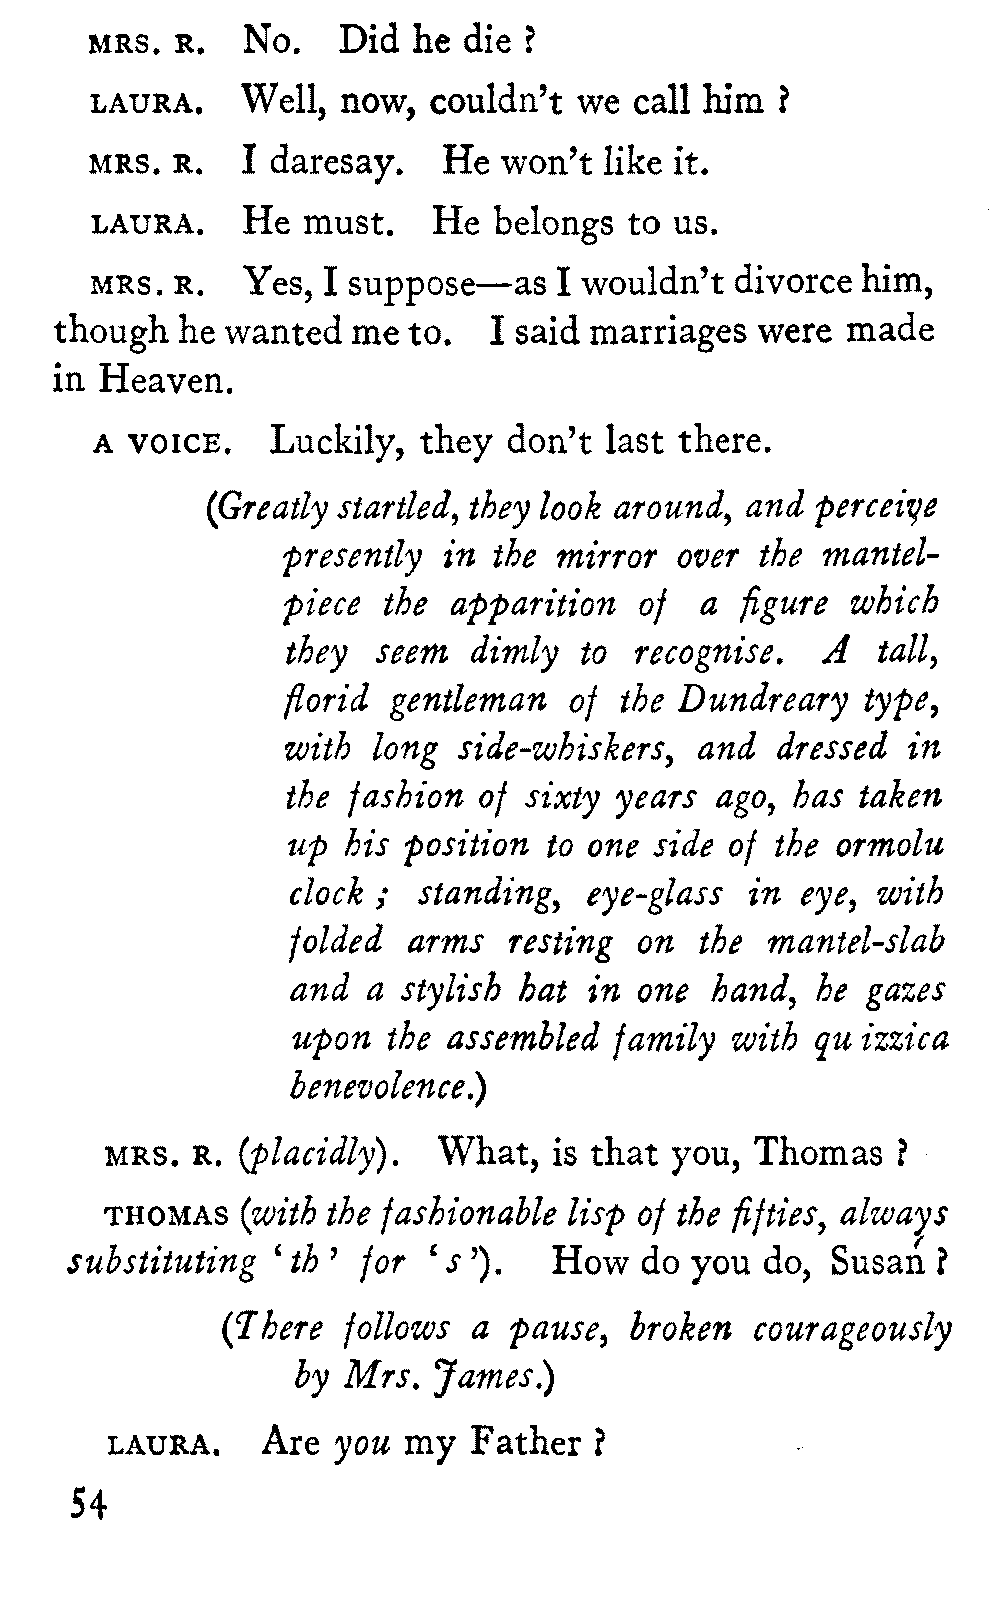 MRS. R. No. Did he die ?
LAURA. Well, now, couldn't we call him ?
MRS. R. I daresay. He won't like it.
LAURA. He must. He belongs to us.
MRS. R. Yes, I suppose—as I wouldn't divorce him,
though he wanted me to. I said marriages were made
in Heaven.
A VOICE. Luckily, they don't last there.
(Greatly startled, they look around, and perceive
presently in the mirror over the mantel-
piece the apparition of a figure which
they seem dimly to recognise. A tall,
florid gentleman of the Dundreary type,
with long side-whiskers, and dressed in
the fashion of sixty years ago, has taken
up his position to one side of the ormolu
clock ; standing, eye-glass in eye, with
folded arms resting on the mantel-slab
and a stylish hat in one hand, he gazes
upon the assembled family with qu izzica
benevolence.)
MRS. R. (placidly). What, is that you, Thomas ?
THOMAS (with the fashionable lisp of the fifties, always
substituting ' th ' for ' s '). How do you do, Susan ?
(There follows a pause, broken courageously
by Mrs. James.)
LAURA. Are you my Father ?
54